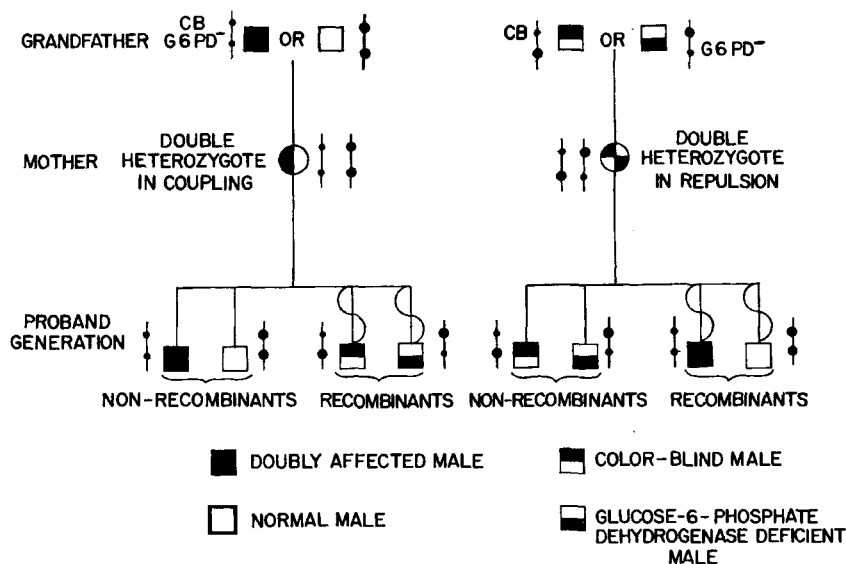 GRANDFATHER
CB
G6PD⁻
OR
CB
OR
G6PD⁻
MOTHER
DOUBLE
HETEROZYGOTE
IN COUPLING
DOUBLE
HETEROZYGOTE
IN REPULSION
PROBAND
GENERATION
NON-RECOMBINANTS
RECOMBINANTS
NON-RECOMBINANTS
RECOMBINANTS
DOUBLY AFFECTED MALE
COLOR-BLIND MALE
NORMAL MALE
GLUCOSE-6-PHOSPHATE
DEHYDROGENASE DEFICIENT
MALE